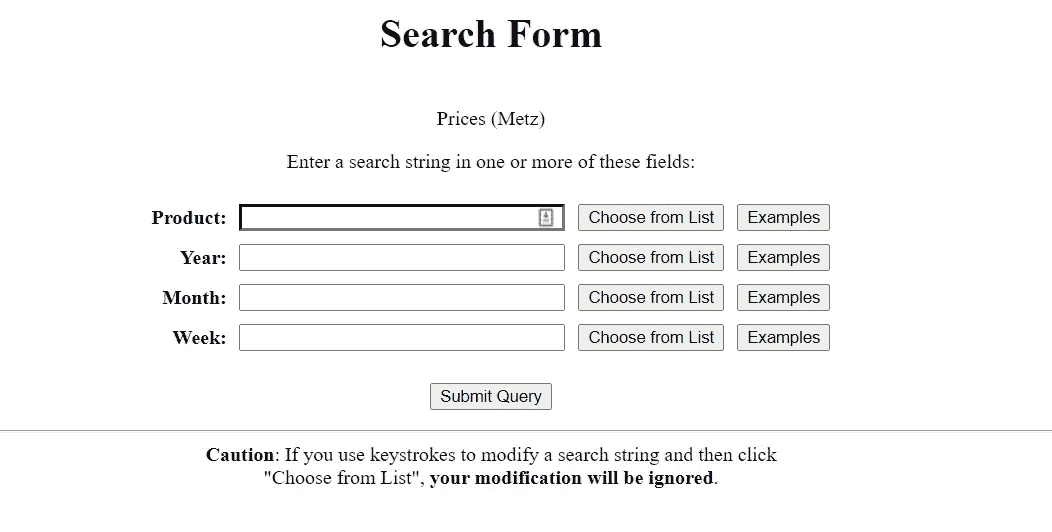 Search Form
Prices (Metz)
Enter a search string in one or more of these fields:
Product: Choose from List Examples
Year: Choose from List Examples
Month: Choose from List Examples
Week: Choose from List Examples
Submit Query
Caution: If you use keystrokes to modify a search string and then click
"Choose from List", your modification will be ignored.